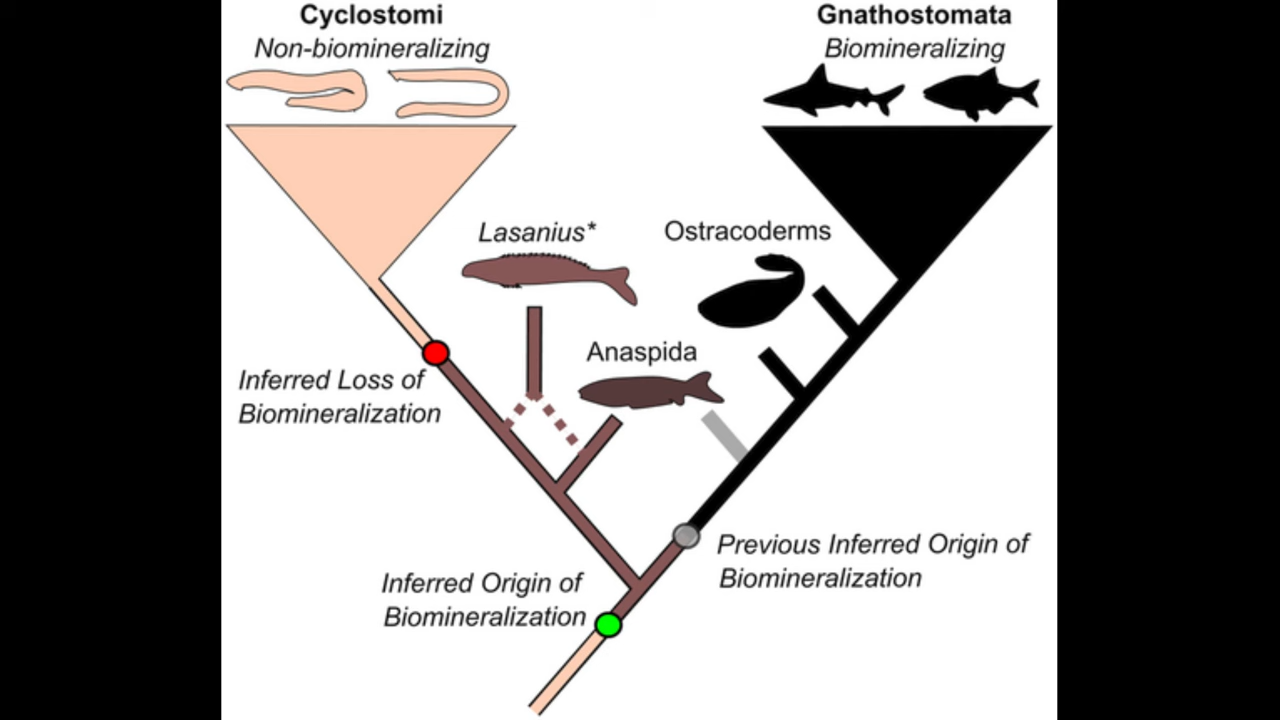 Cyclostomi
Non-biomineralizing
Gnathostomata
Biomineralizing
Lasanius*
Ostracoderms
Anaspida
Inferred Loss of
Biomineralization
Previous Inferred Origin of
Biomineralization
Inferred Origin of
Biomineralization